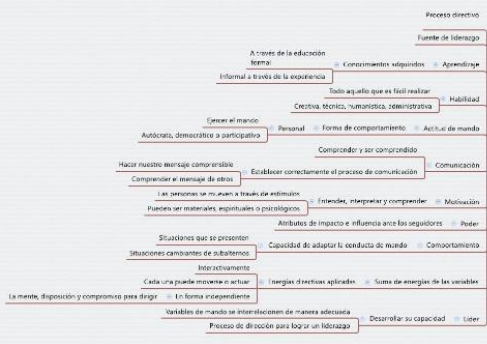 Proceso directivo
Fuente de liderazgo
A través de la educación
formal
Conocimientos adquiridos
Aprendizaje
Informal a través de la experiencia
Todo aquello que es fácil realizar
Habilidad
Creativa, técnica, humanística, administrativa
Ejercer el mando
Personal
Forma de comportamiento
Actitud de mando
Autócrata, democrático o participativo
Comprender y ser comprendido
Comunicación
Hacer nuestro mensaje comprensible
Establecer correctamente el proceso de comunicación
Comprender el mensaje de otros
Las personas se mueven a través de estímulos
Entender, interpretar y comprender
Motivación
Pueden ser materiales, espirituales o psicológicos
Atributos de impacto e influencia ante los seguidores
Poder
Situaciones que se presenten
Capacidad de adaptar la conducta de mando
Comportamiento
Situaciones cambiantes de subalternos
Interactivamente
Cada una puede moverse o actuar
Energías directivas aplicadas
Suma de energías de las variables
La mente, disposición y compromiso para dirigir
En forma independiente
Variables de mando se interrelacionen de manera adecuada
Desarrollar su capacidad
Líder
Proceso de dirección para lograr un liderazgo